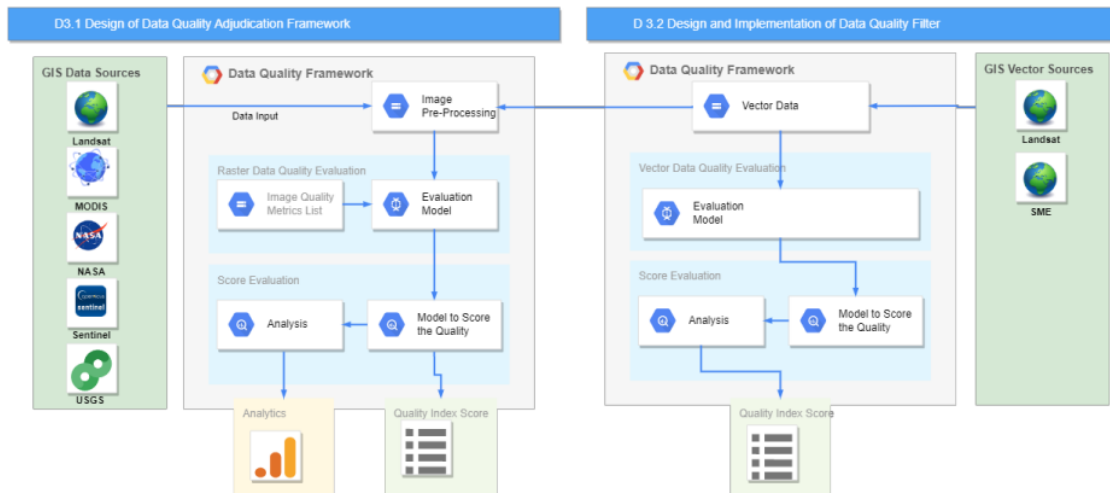 D3.1 Design of Data Quality Adjudication Framework
D 3.2 Design and Implementation of Data Quality Filter
GIS Data Sources
Landsat
MODIS
NASA
NASA
sentinel
Sentinel
USGS
Data Input
Data Quality Framework
Image
Pre-Processing
Raster Data Quality Evaluation
Image Quality
Metrics List
Evaluation
Model
Score Evaluation
Analysis
Model to Score
the Quality
Analytics
Quality Index Score
Data Quality Framework
Vector Data
Vector Data Quality Evaluation
Evaluation
Model
Score Evaluation
Analysis
Model to Score
the Quality
Quality Index Score
GIS Vector Sources
Landsat
SME